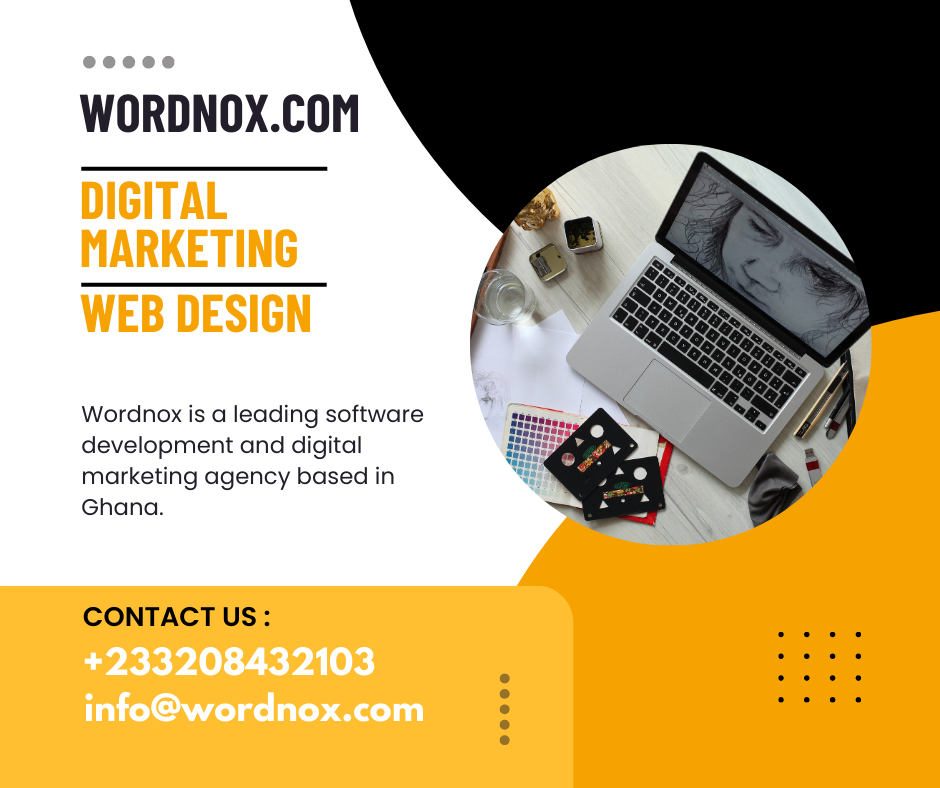 WORDNOX.COM
DIGITAL
MARKETING
WEB DESIGN
Wordnox is a leading software
development and digital
marketing agency based in
Ghana.
CONTACT US :
+233208432103
info@wordnox.com